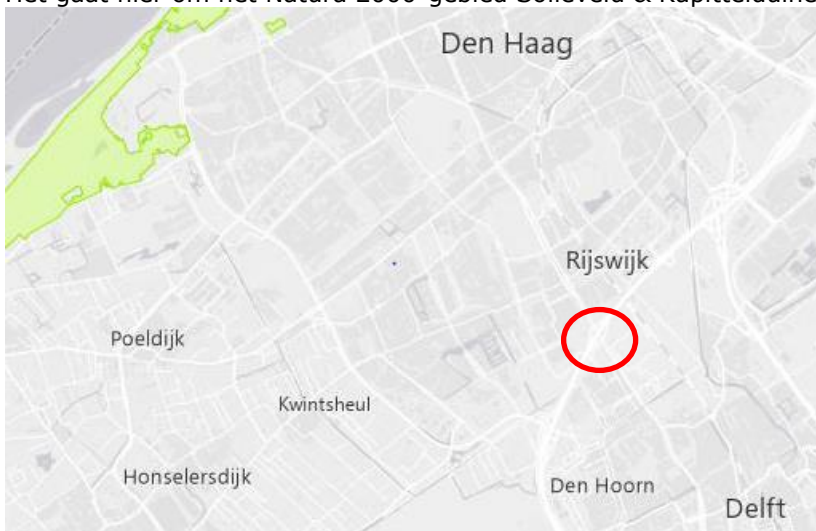 Het gaat hier om het Natura 2000-gebied Solleveld & Kapittelduine
Den Haag
Rijswijk
Poeldijk
Kwintsheul
Honselersdijk
Den Hoorn
Delft